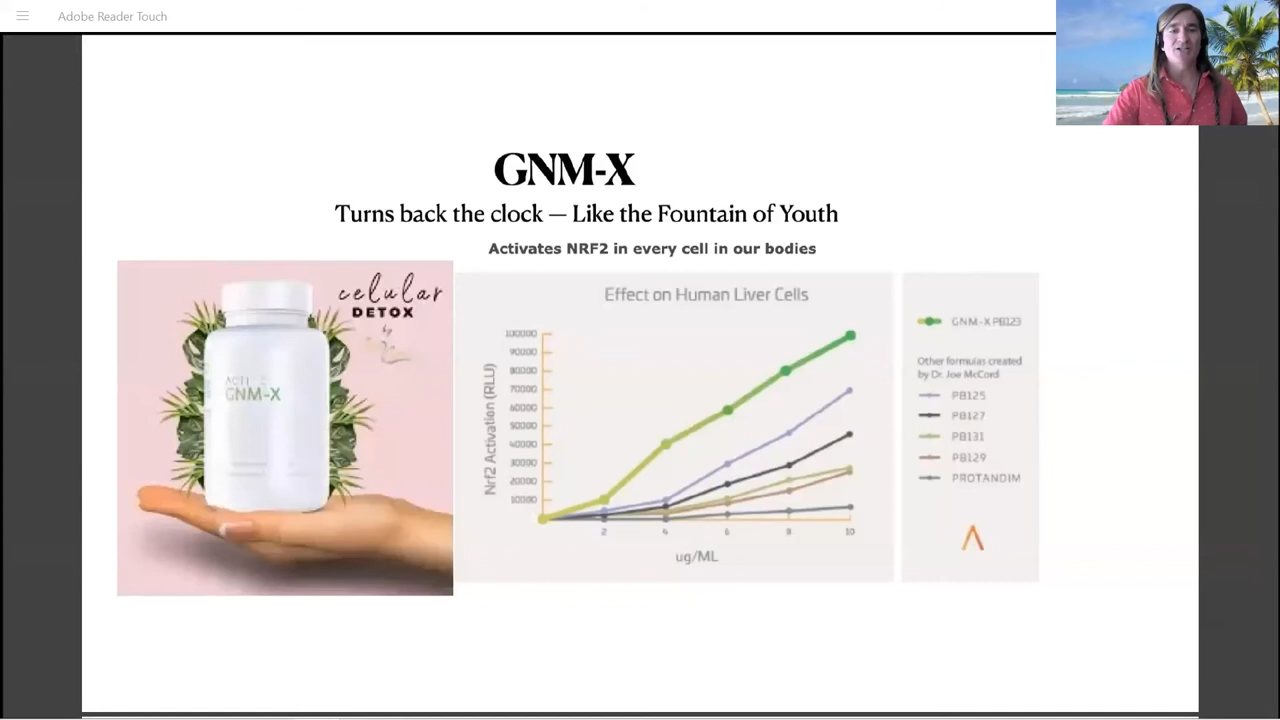 Adobe Reader Touch
GNM-X
Turns back the clock — Like the Fountain of Youth
Activates NRF2 in every cell in our bodies
celular
DETOX
by
GNM-X
Effect on Human Liver Cells
Nrf2 Activation (RLU)
100000
90000
80000
70000
60000
50000
40000
30000
20000
10000
2
4
6
8
10
ug/ML
GNM-X PB123
Other formulas created
by Dr. Joe McCord
PB125
PB127
PB131
PB129
PROTANDIM